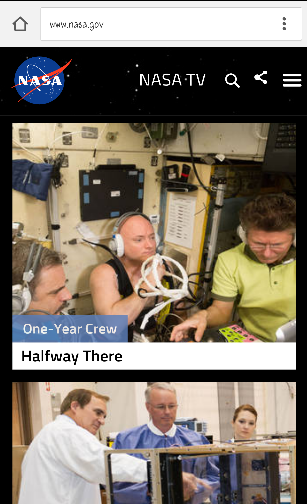 www.nasa.gov
NASA
NASA TV
One-Year Crew
Halfway There